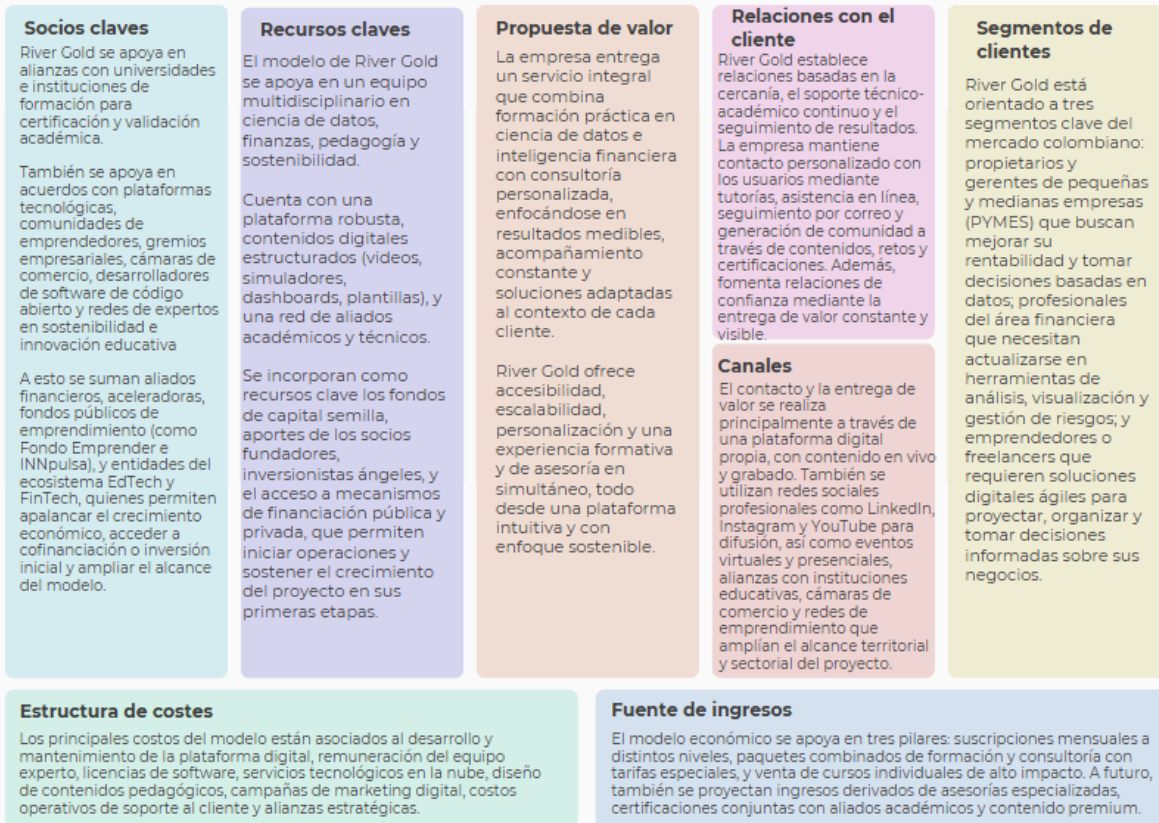 Socios claves
River Gold se apoya en
alianzas con universidades
e instituciones de
formación para
certificación y validación
académica.
También se apoya en
acuerdos con plataformas
tecnológicas,
comunidades de
emprendedores, gremios
empresariales, cámaras de
comercio, desarrolladores
de software de código
abierto y redes de expertos
en sostenibilidad e
innovación educativa
A esto se suman aliados
financieros, aceleradoras,
fondos públicos de
emprendimiento (como
Fondo Emprender e
INNpulsa), y entidades del
ecosistema EdTech y
FinTech, quienes permiten
apalancar el crecimiento
económico, acceder a
cofinanciación o inversión
inicial y ampliar el alcance
del modelo.
Recursos claves
El modelo de River Gold
se apoya en un equipo
multidisciplinario en
ciencia de datos,
finanzas, pedagogía y
sostenibilidad.
Cuenta con una
plataforma robusta,
contenidos digitales
estructurados (videos,
simuladores,
dashboards, plantillas), y
una red de aliados
académicos y técnicos.
Se incorporan como
recursos clave los fondos
de capital semilla,
aportes de los socios
fundadores,
inversionistas ángeles, y
el acceso a mecanismos
de financiación pública y
privada, que permiten
iniciar operaciones y
sostener el crecimiento
del proyecto en sus
primeras etapas.
Propuesta de valor
La empresa entrega
un servicio integral
que combina
formación práctica en
ciencia de datos e
inteligencia financiera
con consultoría
personalizada,
enfocándose en
resultados medibles,
acompañamiento
constante y
soluciones adaptadas
al contexto de cada
cliente.
River Gold ofrece
accesibilidad,
escalabilidad,
personalización y una
experiencia formativa
y de asesoría en
simultáneo, todo
desde una plataforma
intuitiva y con
enfoque sostenible.
Relaciones con el
cliente
River Gold establece
relaciones basadas en la
cercanía, el soporte técnico-
académico continuo y el
seguimiento de resultados.
La empresa mantiene
contacto personalizado con
los usuarios mediante
tutorías, asistencia en línea,
seguimiento por correo y
generación de comunidad a
través de contenidos, retos y
certificaciones. Además,
fomenta relaciones de
confianza mediante la
entrega de valor constante y
visible.
Canales
El contacto y la entrega de
valor se realiza
principalmente a través de
una plataforma digital
propia, con contenido en vivo
y grabado. También se
utilizan redes sociales
profesionales como LinkedIn,
Instagram y YouTube para
difusión, así como eventos
virtuales y presenciales,
alianzas con instituciones
educativas, cámaras de
comercio y redes de
emprendimiento que
amplían el alcance territorial
y sectorial del proyecto.
Segmentos de
clientes
River Gold está
orientado a tres
segmentos clave del
mercado colombiano:
propietarios y
gerentes de pequeñas
y medianas empresas
(PYMES) que buscan
mejorar su
rentabilidad y tomar
decisiones basadas en
datos; profesionales
del área financiera
que necesitan
actualizarse en
herramientas de
análisis, visualización y
gestión de riesgos; y
emprendedores o
freelancers que
requieren soluciones
digitales ágiles para
proyectar, organizar y
tomar decisiones
informadas sobre sus
negocios.
Estructura de costes
Los principales costos del modelo están asociados al desarrollo y
mantenimiento de la plataforma digital, remuneración del equipo
experto, licencias de software, servicios tecnológicos en la nube, diseño
de contenidos pedagógicos, campañas de marketing digital, costos
operativos de soporte al cliente y alianzas estratégicas.
Fuente de ingresos
El modelo económico se apoya en tres pilares: suscripciones mensuales a
distintos niveles, paquetes combinados de formación y consultoría con
tarifas especiales, y venta de cursos individuales de alto impacto. A futuro,
también se proyectan ingresos derivados de asesorías especializadas,
certificaciones conjuntas con aliados académicos y contenido premium.